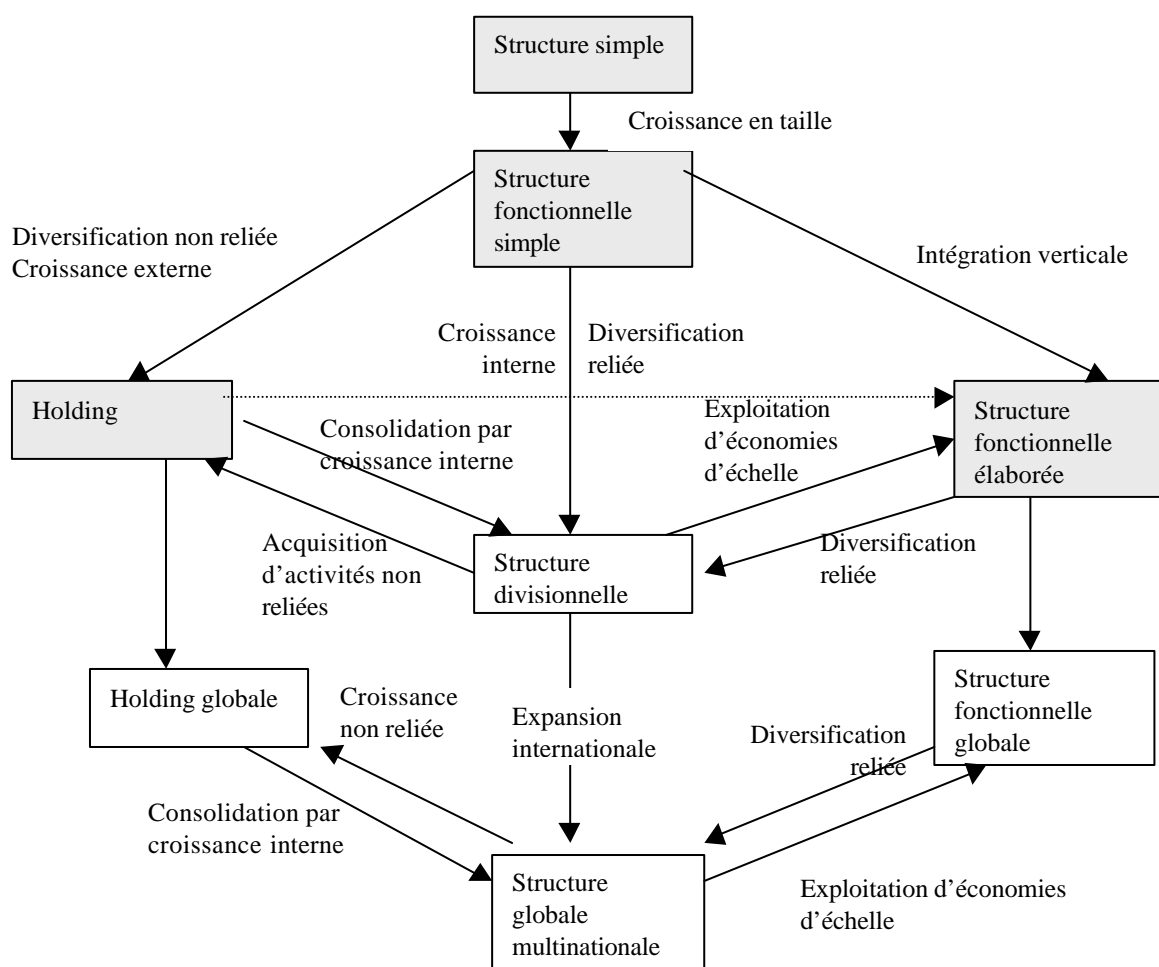 Structure simple
Croissance en taille
Structure
fonctionnelle
simple
Diversification non reliée
Croissance externe
Intégration verticale
Croissance
interne
Diversification
reliée
Holding
Exploitation
d’économies
d’échelle
Structure
fonctionnelle
élaborée
Consolidation par
croissance interne
Acquisition
d’activités non
reliées
Structure
divisionnelle
Diversification
reliée
Holding globale
Croissance
non reliée
Expansion
internationale
Structure
fonctionnelle
globale
Diversification
reliée
Consolidation par
croissance interne
Structure
globale
multinationale
Exploitation d’économies
d’échelle